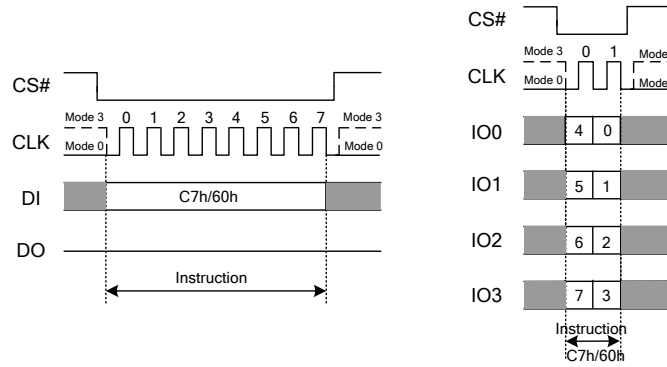 CS#
Mode 3 0 1 2 3 4 5 6 7 Mode 3
CLK
Mode 0 Mode 0
DI
C7h/60h
DO
Instruction
CS#
Mode 3 0 1 Mode
CLK
Mode 0 Mode
IO0 4 0
IO1 5 1
IO2 6 2
IO3 7 3
Instruction
C7h/60h